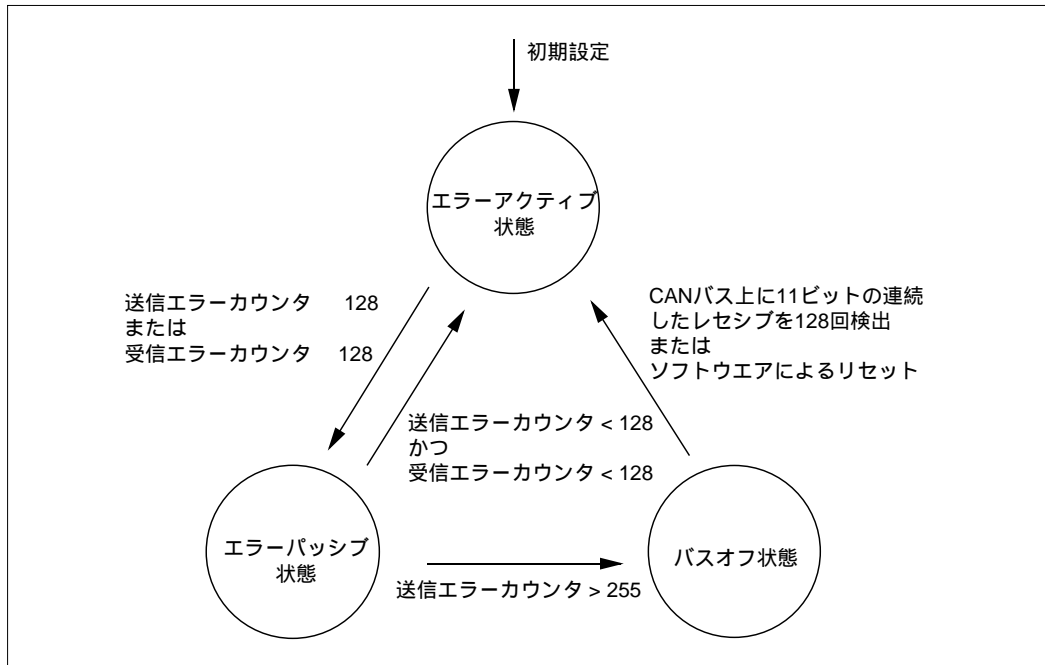 初期設定
エラーアクティブ
状態
送信エラーカウンタ 128
または
受信エラーカウンタ 128
CANバス上に11ビットの連続
したレセシブを128回検出
または
ソフトウエアによるリセット
送信エラーカウンタ < 128
かつ
受信エラーカウンタ < 128
エラーパッシブ
状態
バスオフ状態
送信エラーカウンタ > 255